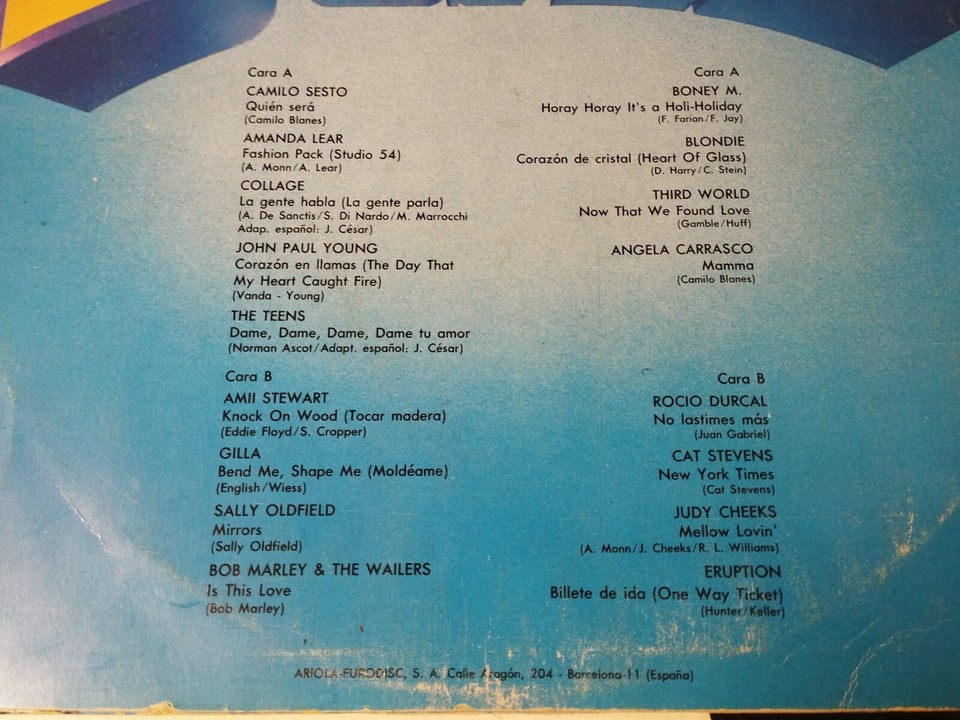 Cara A
CAMILO SESTO
Quién será
(Camilo Blanes)
AMANDA LEAR
Fashion Pack (Studio 54)
(A. Monn/A. Lear)
COLLAGE
La gente habla (La gente parla)
(A. De Sanctis/S. Di Nardo/M. Marrocchi
Adap. español: J. César)
JOHN PAUL YOUNG
Corazón en llamas (The Day That
My Heart Caught Fire)
(Vanda - Young)
THE TEENS
Dame, Dame, Dame, Dame tu amor
(Norman Ascot/Adapt. español: J. César)
Cara B
AMII STEWART
Knock On Wood (Tocar madera)
(Eddie Floyd/S. Cropper)
GILLA
Bend Me, Shape Me (Moldéame)
(English/Wiess)
SALLY OLDFIELD
Mirrors
(Sally Oldfield)
BOB MARLEY & THE WAILERS
Is This Love
(Bob Marley)
Cara A
BONEY M.
Horay Horay It's a Holi-Holiday
(F. Farian/F. Jay)
BLONDIE
Corazón de cristal (Heart Of Glass)
(D. Harry/C. Stein)
THIRD WORLD
Now That We Found Love
(Gamble/Huff)
ANGELA CARRASCO
Mamma
(Camilo Blanes)
Cara B
ROCIO DURCAL
No lastimes más
(Juan Gabriel)
CAT STEVENS
New York Times
(Cat Stevens)
JUDY CHEEKS
Mellow Lovin'
(A. Monn/J. Cheeks/R. L. Williams)
ERUPTION
Billete de ida (One Way Ticket)
(Hunter/Keller)
ARIOLA-EURODISC, S. A. Calle Aragón, 204 - Barcelona-11 (España)